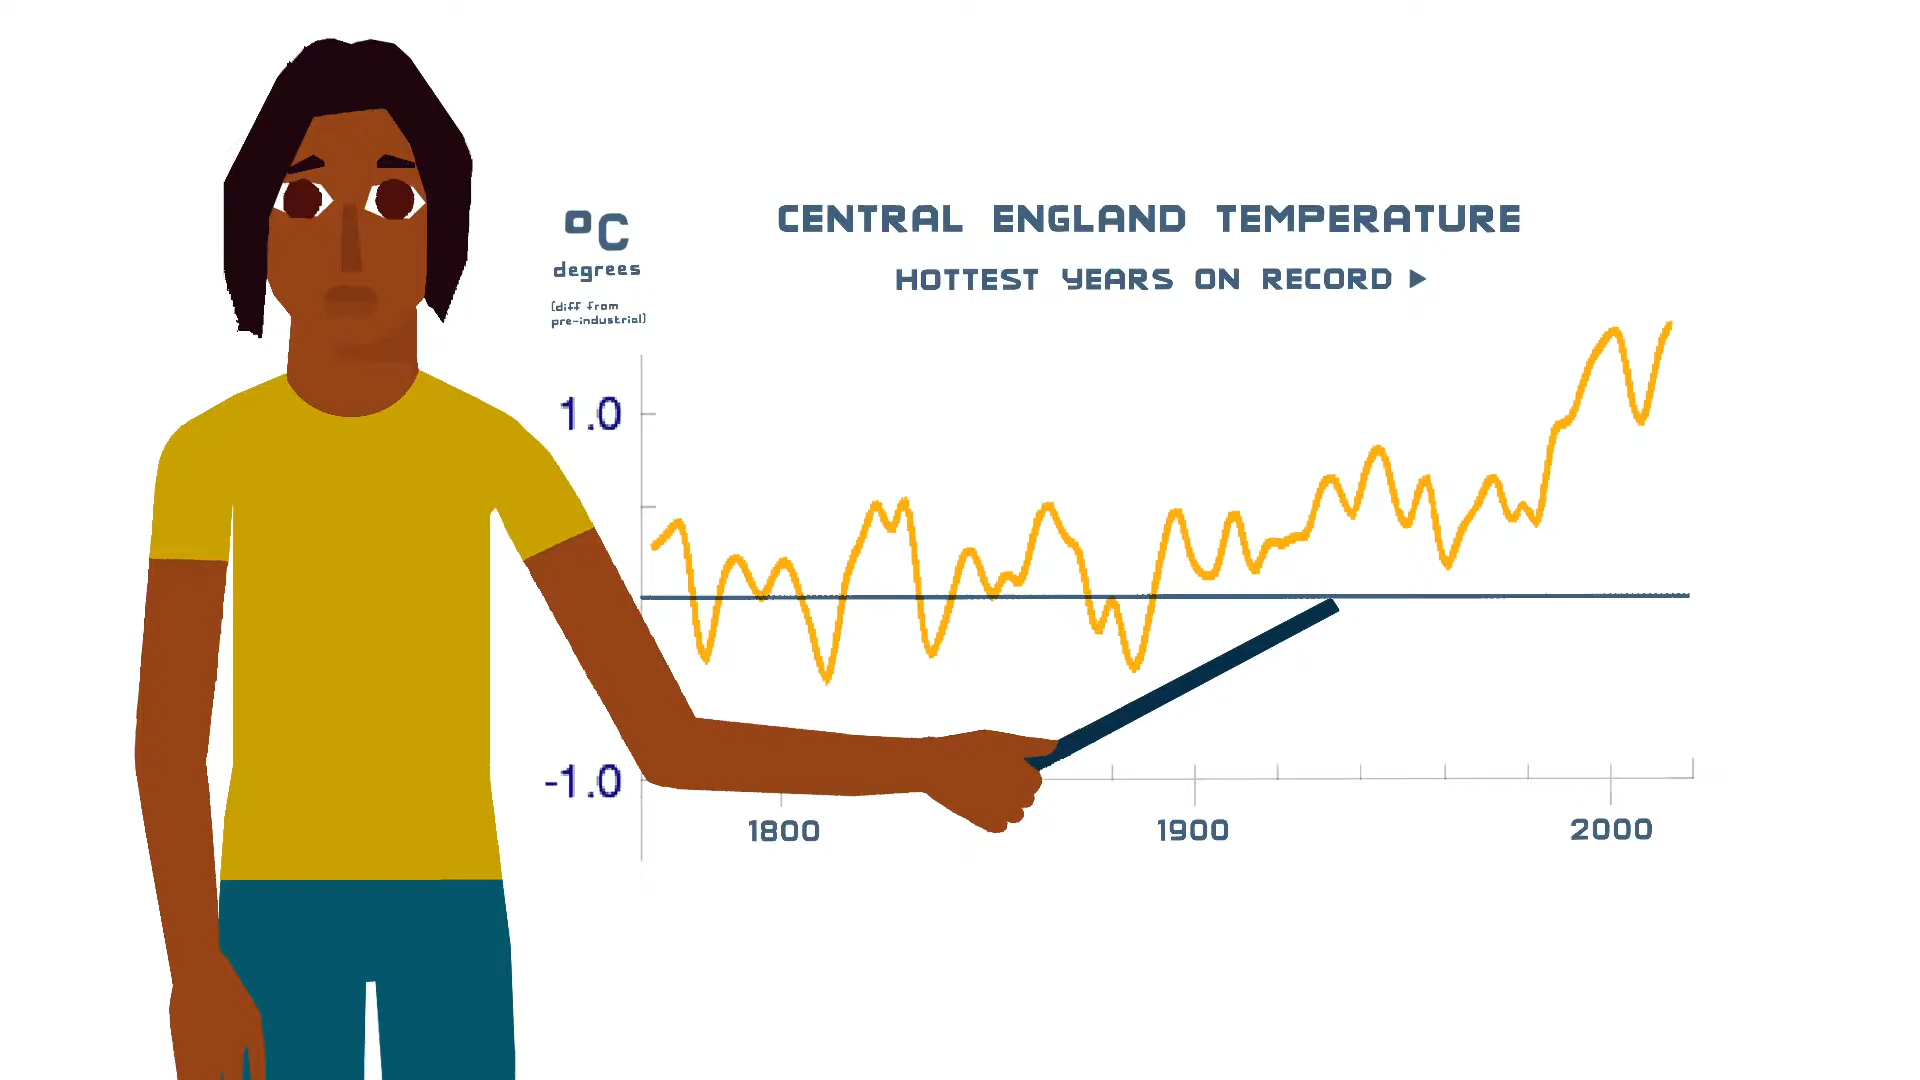 CENTRAL ENGLAND TEMPERATURE
HOTTEST YEARS ON RECORD ►
ºC
degrees
(diff from
pre-industrial)
1.0
-1.0
1800
1900
2000